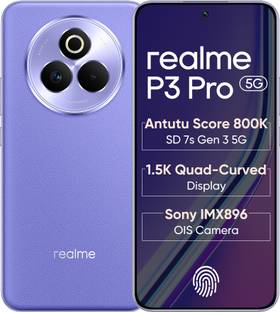 realme
P3 Pro 5G
Antutu Score 800K
SD 7s Gen 3 5G
1.5K Quad-Curved
Display
Sony IMX896
OIS Camera
realme